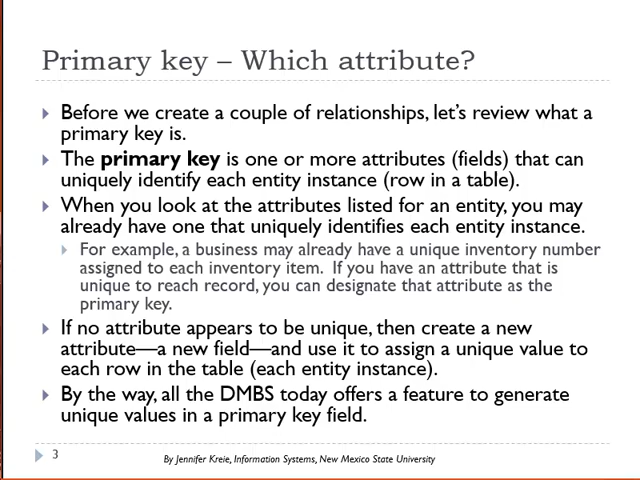 Primary key – Which attribute?
Before we create a couple of relationships, let's review what a
primary key is.
The primary key is one or more attributes (fields) that can
uniquely identify each entity instance (row in a table).
When you look at the attributes listed for an entity, you may
already have one that uniquely identifies each entity instance.
For example, a business may already have a unique inventory number
assigned to each inventory item. If you have an attribute that is
unique to reach record, you can designate that attribute as the
primary key.
If no attribute appears to be unique, then create a new
attribute—a new field—and use it to assign a unique value to
each row in the table (each entity instance).
By the way, all the DMBS today offers a feature to generate
unique values in a primary key field.
3
By Jennifer Kreie, Information Systems, New Mexico State University